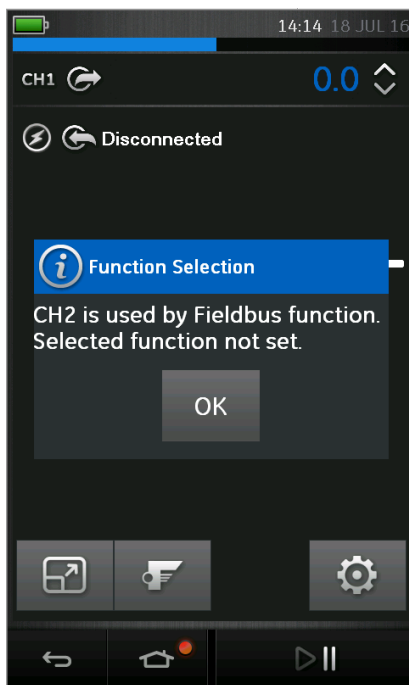 14:14 18 JUL 16
CH1 0.0
Disconnected
Function Selection
CH2 is used by Fieldbus function.
Selected function not set.
OK